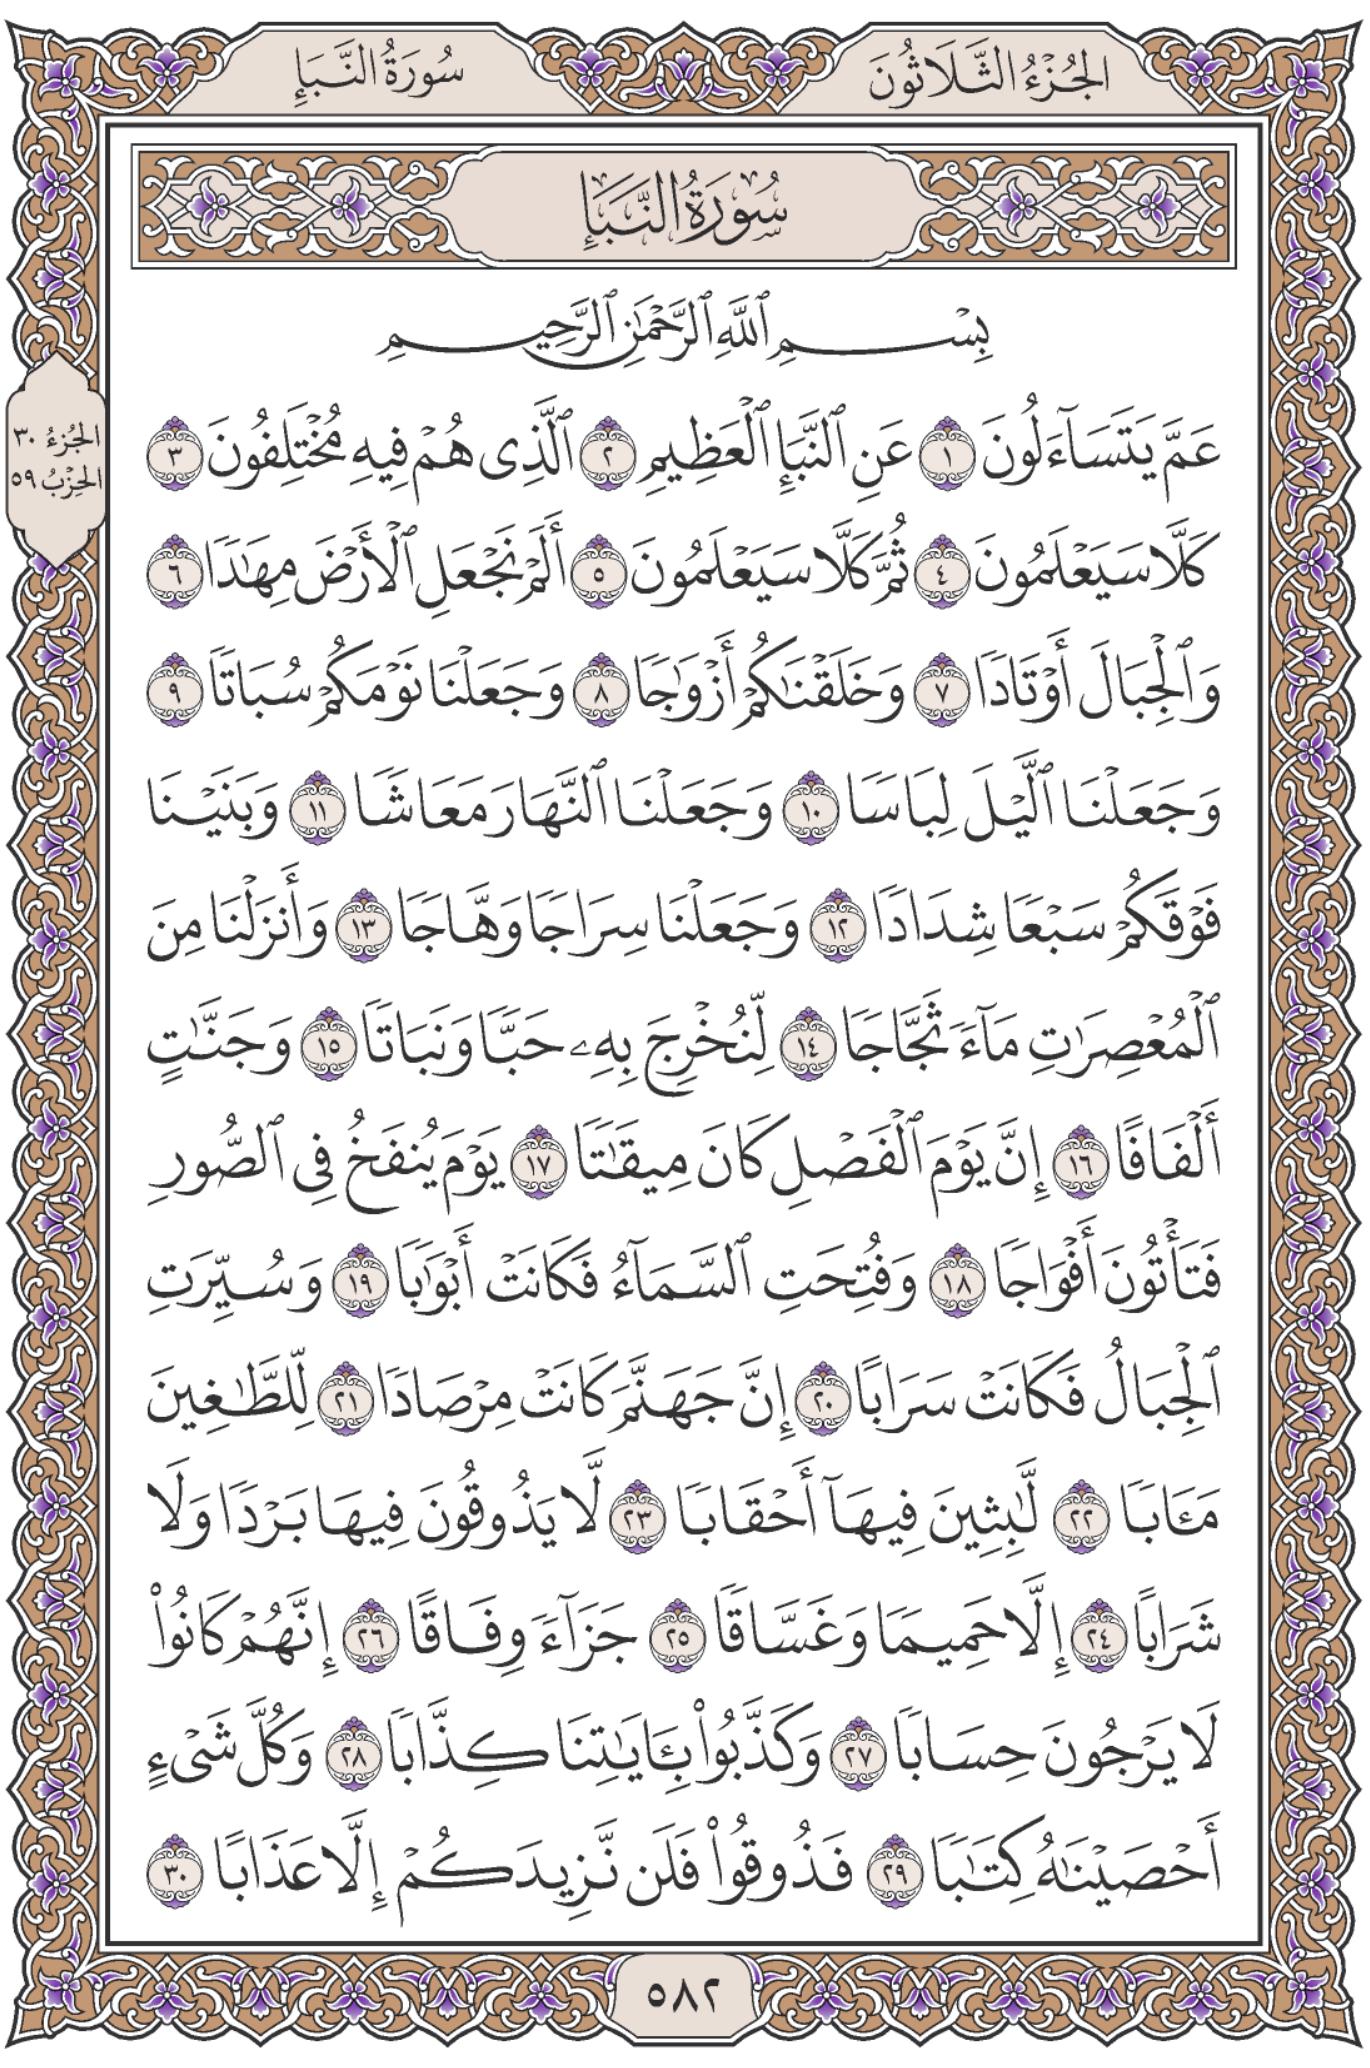 الجُزْءُ الثَّلَاثُونَ
سُورَةُ النَّبَإِ
سُورَةُ النَّبَإِ
بِسْمِ ٱللَّهِ ٱلرَّحْمَٰنِ ٱلرَّحِيمِ
الجُزْءُ ٣٠
الحِزْبُ ٥٩
عَمَّ يَتَسَآءَلُونَ ١ عَنِ ٱلنَّبَإِ ٱلْعَظِيمِ ٢ ٱلَّذِى هُمْ فِيهِ مُخْتَلِفُونَ ٣
كَلَّا سَيَعْلَمُونَ ٤ ثُمَّ كَلَّا سَيَعْلَمُونَ ٥ أَلَمْ نَجْعَلِ ٱلْأَرْضَ مِهَٰدًا ٦
وَٱلْجِبَالَ أَوْتَادًا ٧ وَخَلَقْنَٰكُمْ أَزْوَٰجًا ٨ وَجَعَلْنَا نَوْمَكُمْ سُبَاتًا ٩
وَجَعَلْنَا ٱلَّيْلَ لِبَاسًا ١٠ وَجَعَلْنَا ٱلنَّهَارَ مَعَاشًا ١١ وَبَنَيْنَا
فَوْقَكُمْ سَبْعًا شِدَادًا ١٢ وَجَعَلْنَا سِرَاجًا وَهَّاجًا ١٣ وَأَنزَلْنَا مِنَ
ٱلْمُعْصِرَٰتِ مَآءً ثَجَّاجًا ١٤ لِّنُخْرِجَ بِهِۦ حَبًّا وَنَبَاتًا ١٥ وَجَنَّٰتٍ
أَلْفَافًا ١٦ إِنَّ يَوْمَ ٱلْفَصْلِ كَانَ مِيقَٰتًا ١٧ يَوْمَ يُنفَخُ فِى ٱلصُّورِ
فَتَأْتُونَ أَفْوَاجًا ١٨ وَفُتِحَتِ ٱلسَّمَآءُ فَكَانَتْ أَبْوَٰبًا ١٩ وَسُيِّرَتِ
ٱلْجِبَالُ فَكَانَتْ سَرَابًا ٢٠ إِنَّ جَهَنَّمَ كَانَتْ مِرْصَادًا ٢١ لِّلطَّٰغِينَ
مَـَٔابًا ٢٢ لَّٰبِثِينَ فِيهَآ أَحْقَابًا ٢٣ لَّا يَذُوقُونَ فِيهَا بَرْدًا وَلَا
شَرَابًا ٢٤ إِلَّا حَمِيمًا وَغَسَّاقًا ٢٥ جَزَآءً وِفَاقًا ٢٦ إِنَّهُمْ كَانُوا۟
لَا يَرْجُونَ حِسَابًا ٢٧ وَكَذَّبُوا۟ بِـَٔايَٰتِنَا كِذَّابًا ٢٨ وَكُلَّ شَىْءٍ
أَحْصَيْنَٰهُ كِتَٰبًا ٢٩ فَذُوقُوا۟ فَلَن نَّزِيدَكُمْ إِلَّا عَذَابًا ٣٠
٥٨٢